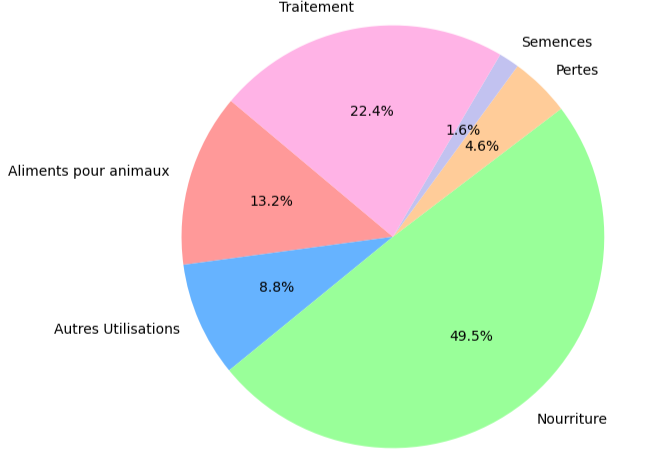 Traitement
Semences
Pertes
22.4%
1.6%
4.6%
Aliments pour animaux
13.2%
8.8%
Autres Utilisations
49.5%
Nourriture